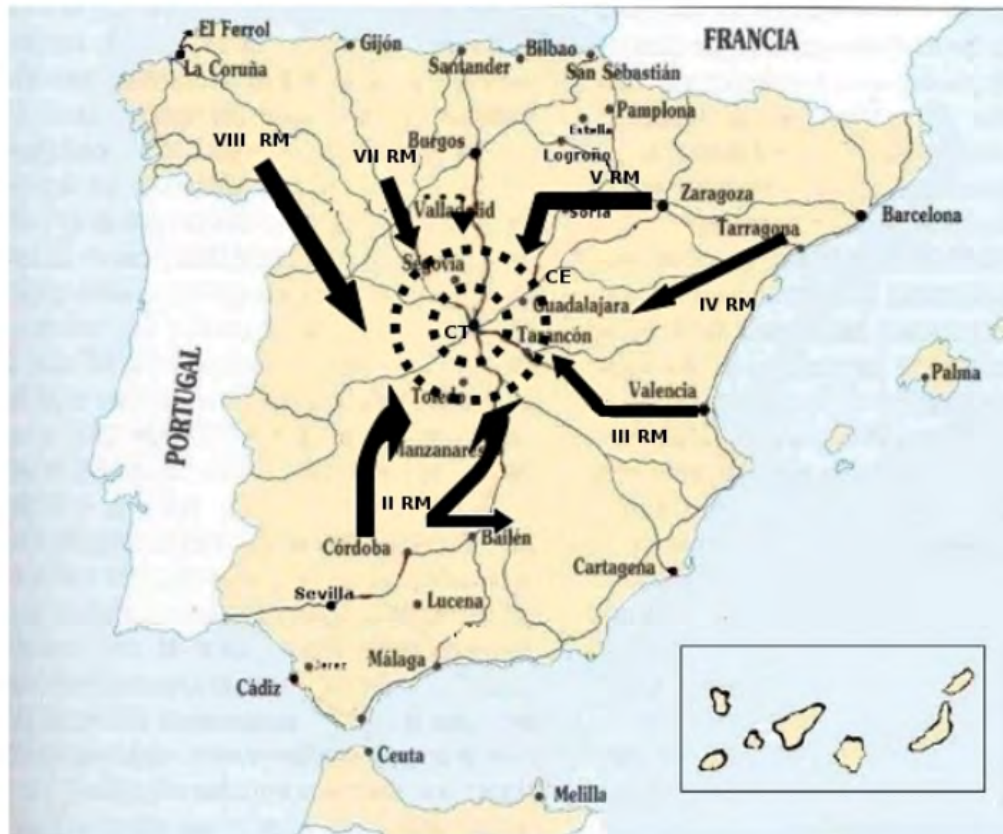 El Ferrol
Gijón
Bilbao
FRANCIA
La Coruña
Santander
San Sebastián
Pamplona
VIII RM
Burgos
Estella
VII RM
Logroño
V RM
Valladolid
Soria
Zaragoza
Barcelona
Tarragona
Segovia
CE
Guadalajara
IV RM
CT
Tarancón
PORTUGAL
Toledo
Valencia
Palma
Manzanares
III RM
II RM
Córdoba
Bailén
Cartagena
Sevilla
Lucena
Jerez
Málaga
Cádiz
Ceuta
Melilla